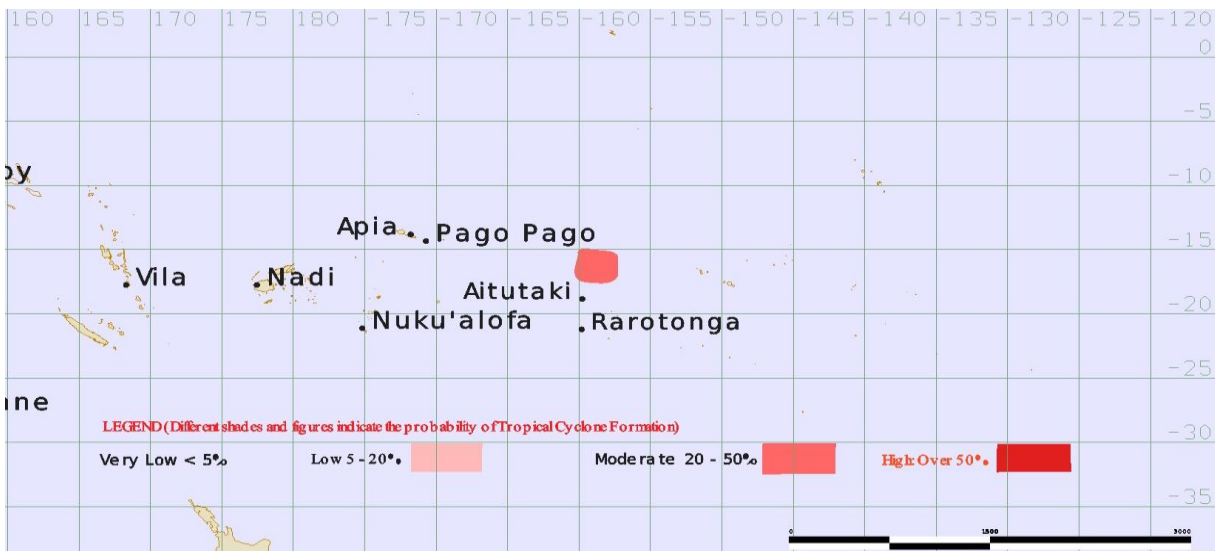 160 165 170 175 180 -175 -170 -165 -160 -155 -150 -145 -140 -135 -130 -125 -120
0
-5
by
-10
Apia
Pago Pago
-15
Vila
Nadi
Aitutaki
-20
Nuku'alofa
Rarotonga
-25
ane
LEGEND(Different shades and figures indicate the probability of Tropical Cyclone Formation)
-30
Very Low < 5%
Low 5 - 20%
Moderate 20 - 50%
High: Over 50%
-35
0 1500 3000